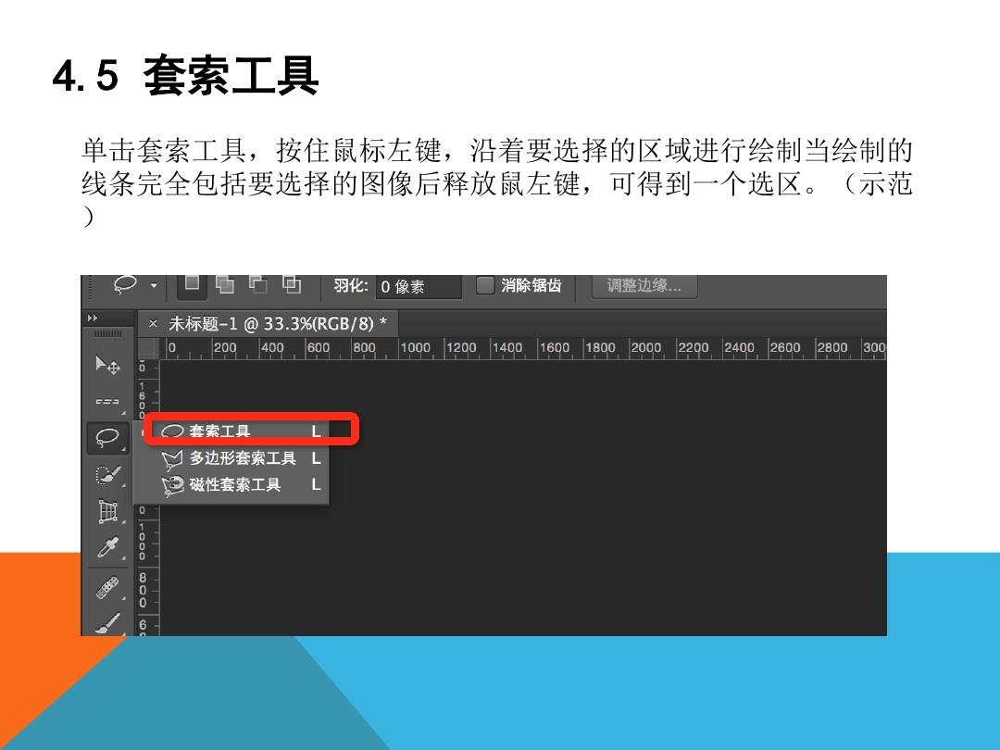 4.5 套索工具
单击套索工具，按住鼠标左键，沿着要选择的区域进行绘制当绘制的
线条完全包括要选择的图像后释放鼠左键，可得到一个选区。（示范
）
羽化: 0 像素 消除锯齿 调整边缘...
× 未标题-1 @ 33.3%(RGB/8) *
0 200 400 600 800 1000 1200 1400 1600 1800 2000 2200 2400 2600 2800 300
0
1600
套索工具 L
多边形套索工具 L
磁性套索工具 L
0
1000
800
6